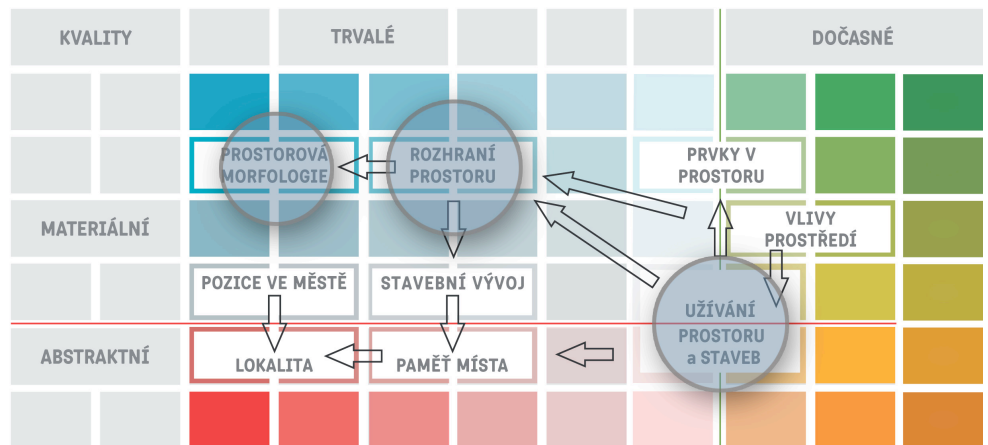 KVALITY
TRVALÉ
DOČASNÉ
PROSTOROVÁ
MORFOLOGIE
ROZHRANÍ
PROSTORU
PRVKY V
PROSTORU
MATERIÁLNÍ
VLIVY
PROSTŘEDÍ
POZICE VE MĚSTĚ
STAVEBNÍ VÝVOJ
UŽÍVÁNÍ
PROSTORU
a STAVEB
ABSTRAKTNÍ
LOKALITA
PAMĚŤ MÍSTA